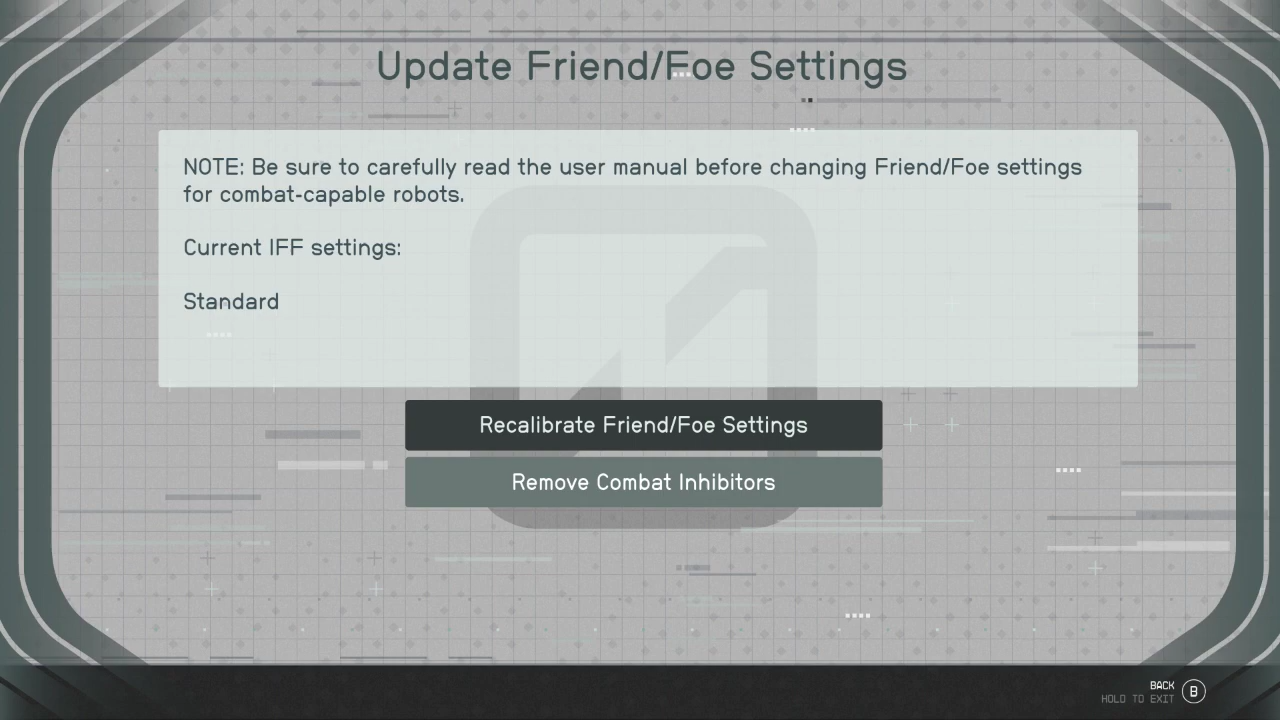 Update Friend/Foe Settings
NOTE: Be sure to carefully read the user manual before changing Friend/Foe settings
for combat-capable robots.
Current IFF settings:
Standard
Recalibrate Friend/Foe Settings
Remove Combat Inhibitors
BACK
HOLD TO EXIT
B